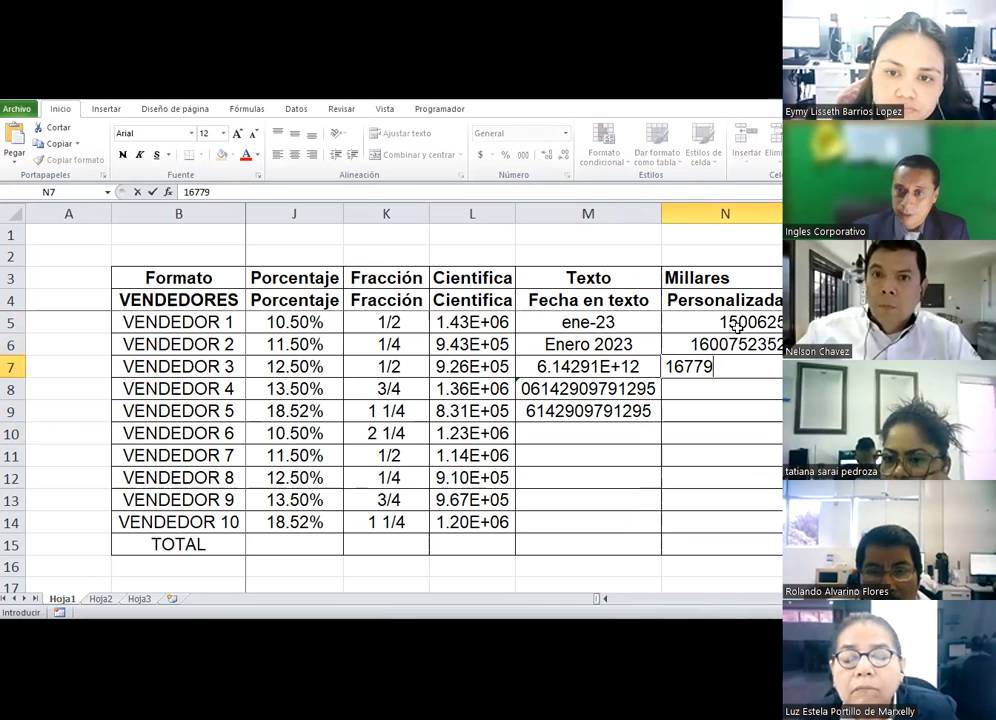 Archivo Inicio Insertar Diseño de página Fórmulas Datos Revisar Vista Programador
Cortar
Copiar
Copiar formato
Pegar
Portapapeles
Arial 12
N K S
Fuente
Ajustar texto
Combinar y centrar
Alineación
General
$ % 000
Número
Formato condicional
Dar formato como tabla
Estilos de celda
Estilos
Insertar
N7 fx 16779
A B J K L M N
1
2
3 Formato Porcentaje Fracción Cientifica Texto Millares
4 VENDEDORES Porcentaje Fracción Cientifica Fecha en texto Personalizada
5 VENDEDOR 1 10.50% 1/2 1.43E+06 ene-23 1500625
6 VENDEDOR 2 11.50% 1/4 9.43E+05 Enero 2023 1600752352
7 VENDEDOR 3 12.50% 1/2 9.26E+05 6.14291E+12 16779
8 VENDEDOR 4 13.50% 3/4 1.36E+06 06142909791295
9 VENDEDOR 5 18.52% 1 1/4 8.31E+05 6142909791295
10 VENDEDOR 6 10.50% 2 1/4 1.23E+06
11 VENDEDOR 7 11.50% 1/2 1.14E+06
12 VENDEDOR 8 12.50% 1/4 9.10E+05
13 VENDEDOR 9 13.50% 3/4 9.67E+05
14 VENDEDOR 10 18.52% 1 1/4 1.20E+06
15 TOTAL
16
17
Hoja1 Hoja2 Hoja3
Introducir
Eymy Lisseth Barrios Lopez
Ingles Corporativo
Nelson Chavez
tatiana sarai pedroza
Rolando Alvarino Flores
Luz Estela Portillo de Marxelly